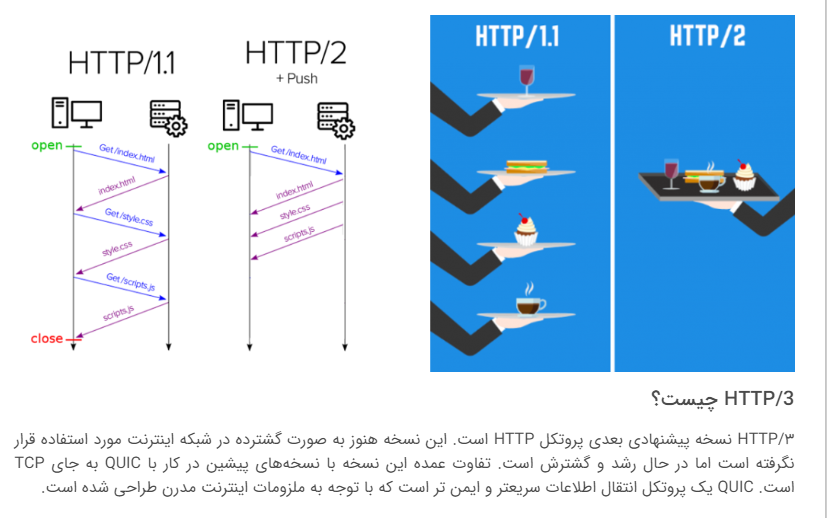 HTTP/1.1
HTTP/2
+ Push
open
Get /index.html
index.html
Get /style.css
style.css
Get /scripts.js
scripts.js
close
open
Get /index.html
index.html
style.css
scripts.js
HTTP/1.1
HTTP/2
HTTP/3 چیست؟
HTTP/۳ نسخه پیشنهادی بعدی پروتکل HTTP است. این نسخه هنوز به صورت گشترده در شبکه اینترنت مورد استفاده قرار
نگرفته است اما در حال رشد و گشترش است. تفاوت عمده این نسخه با نسخه‌های پیشین در کار با QUIC به جای TCP
است. QUIC یک پروتکل انتقال اطلاعات سریعتر و ایمن تر است که با توجه به ملزومات اینترنت مدرن طراحی شده است.